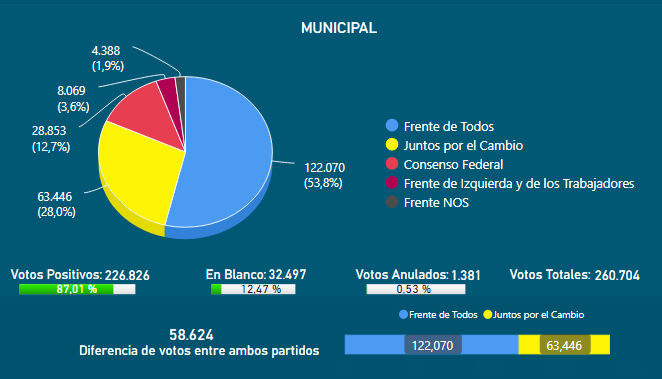 MUNICIPAL
4.388
(1,9%)
8.069
(3,6%)
28.853
(12,7%)
63.446
(28,0%)
122.070
(53,8%)
Frente de Todos
Juntos por el Cambio
Consenso Federal
Frente de Izquierda y de los Trabajadores
Frente NOS
Votos Positivos: 226.826
87,01 %
En Blanco: 32.497
12,47 %
Votos Anulados: 1.381
0,53 %
Votos Totales: 260.704
58.624
Diferencia de votos entre ambos partidos
Frente de Todos Juntos por el Cambio
122,070 63,446